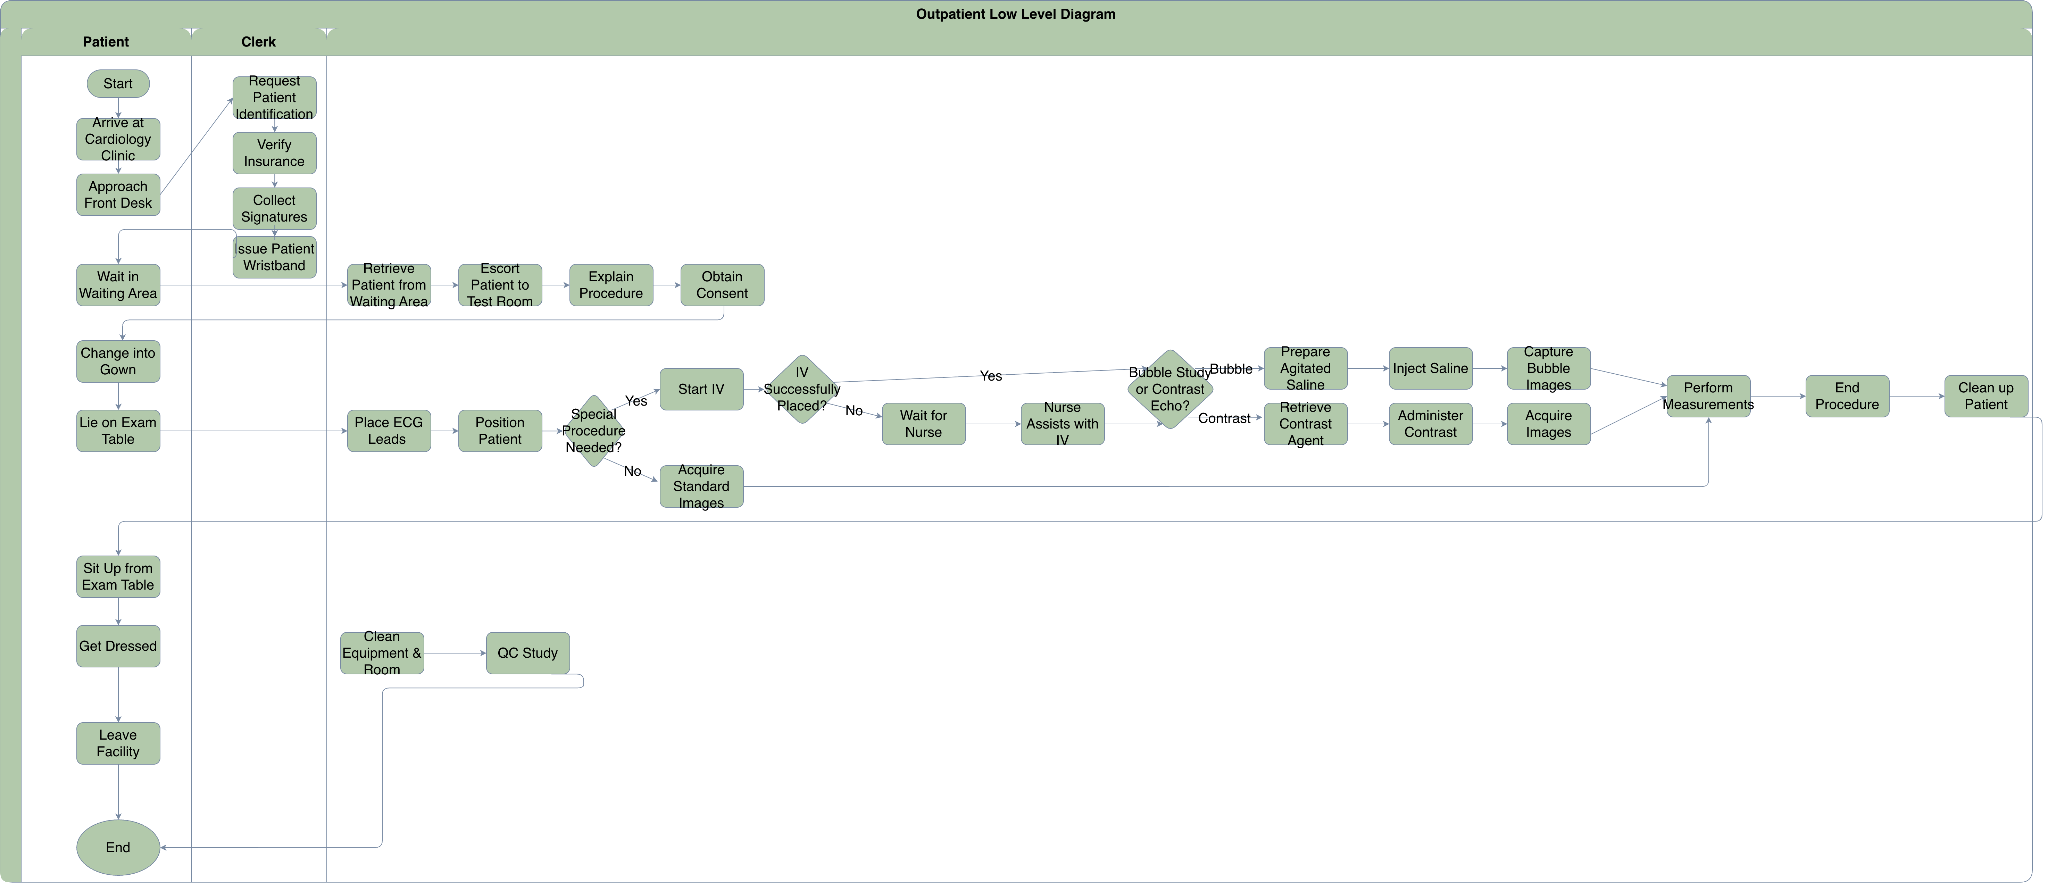 Outpatient Low Level Diagram
Patient
Clerk
Start
Arrive at
Cardiology
Clinic
Approach
Front Desk
Request
Patient
Identification
Verify
Insurance
Collect
Signatures
Issue Patient
Wristband
Wait in
Waiting Area
Retrieve
Patient from
Waiting Area
Escort
Patient to
Test Room
Explain
Procedure
Obtain
Consent
Change into
Gown
Lie on Exam
Table
Place ECG
Leads
Position
Patient
Special
Procedure
Needed?
Yes
No
Start IV
Acquire
Standard
Images
IV
Successfully
Placed?
Yes
No
Wait for
Nurse
Nurse
Assists with
IV
Bubble Study
or Contrast
Echo?
Bubble
Contrast
Prepare
Agitated
Saline
Inject Saline
Capture
Bubble
Images
Retrieve
Contrast
Agent
Administer
Contrast
Acquire
Images
Perform
Measurements
End
Procedure
Clean up
Patient
Sit Up from
Exam Table
Get Dressed
Clean
Equipment &
Room
QC Study
Leave
Facility
End